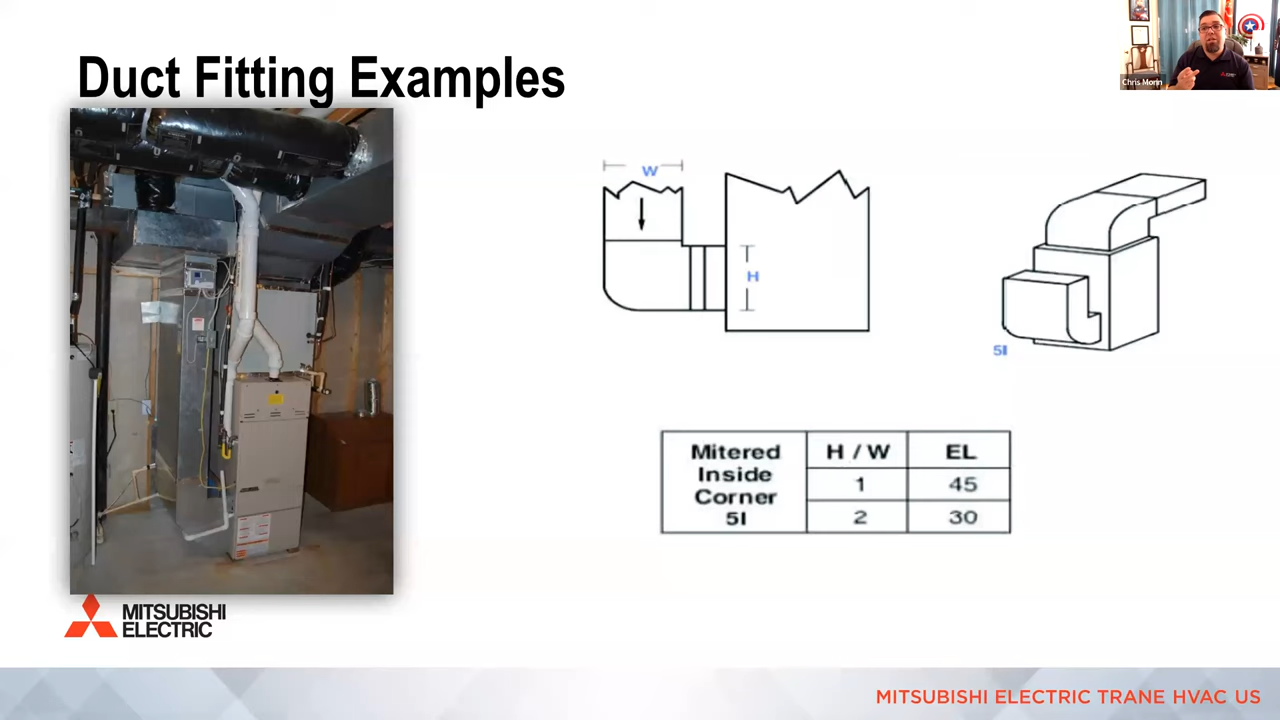 Duct Fitting Examples
Chris Morin
W
H
5I
Mitered
Inside
Corner
5I
H / W
EL
1
45
2
30
MITSUBISHI
ELECTRIC
MITSUBISHI ELECTRIC TRANE HVAC US